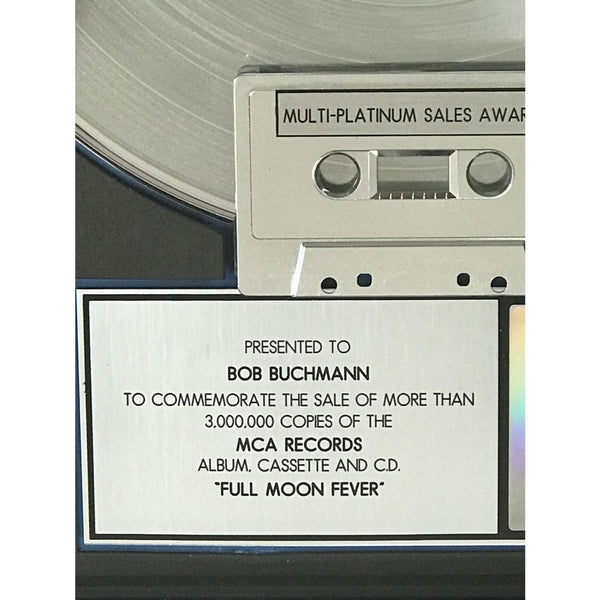 MULTI-PLATINUM SALES AWAR
PRESENTED TO
BOB BUCHMANN
TO COMMEMORATE THE SALE OF MORE THAN
3,000,000 COPIES OF THE
MCA RECORDS
ALBUM, CASSETTE AND C.D.
"FULL MOON FEVER"